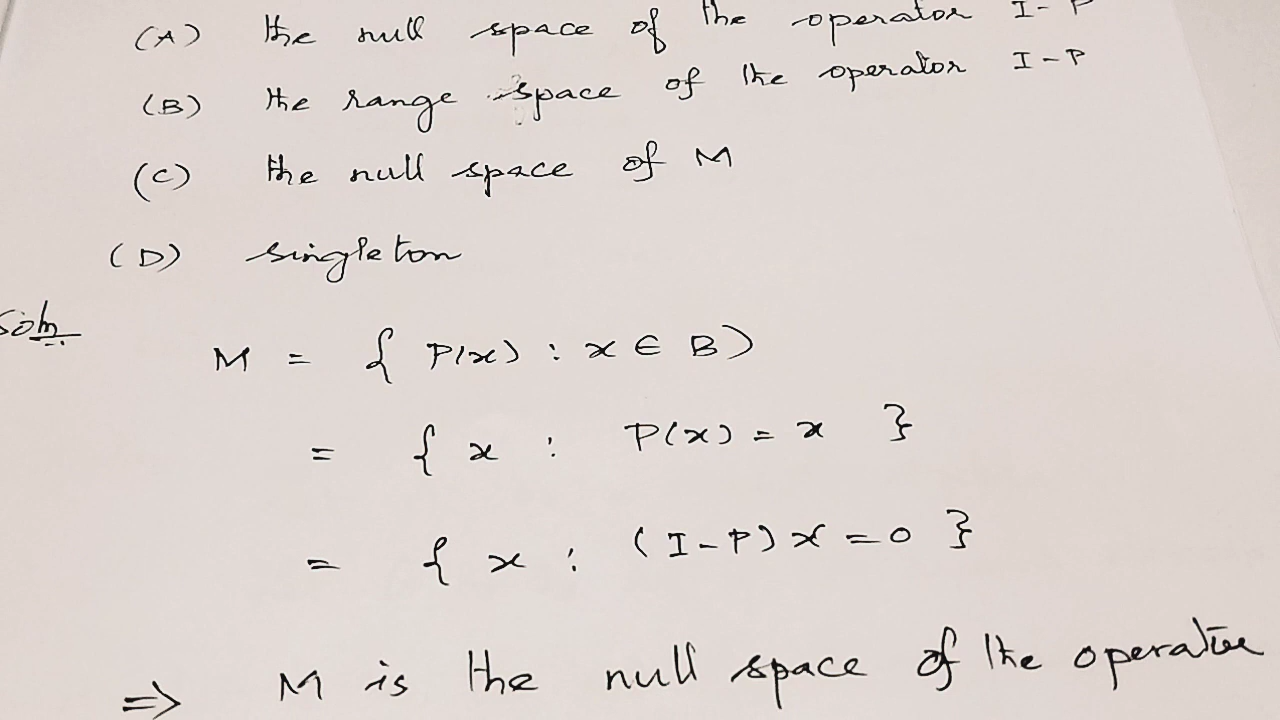 (A) the null space of the operator I-P
(B) the range space of the operator I-P
(C) the null space of M
(D) singleton
Soln
M = { P(x) : x ∈ B)
= { x : P(x) = x }
= { x : (I-P)x = 0 }
⇒ M is the null space of the operator